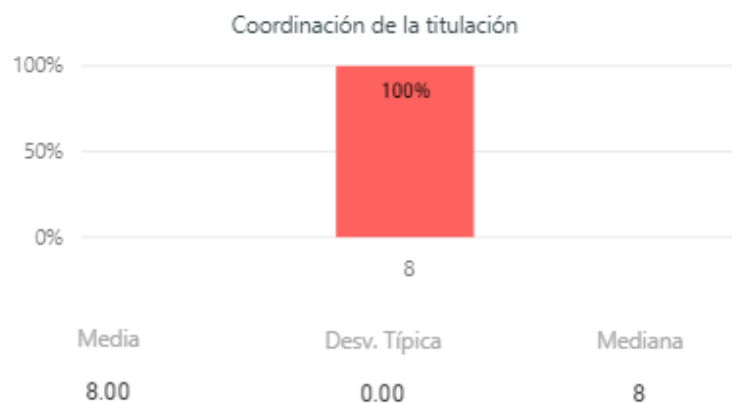 Coordinación de la titulación
100%
100%
50%
0%
8
Media Desv. Típica Mediana
8.00 0.00 8